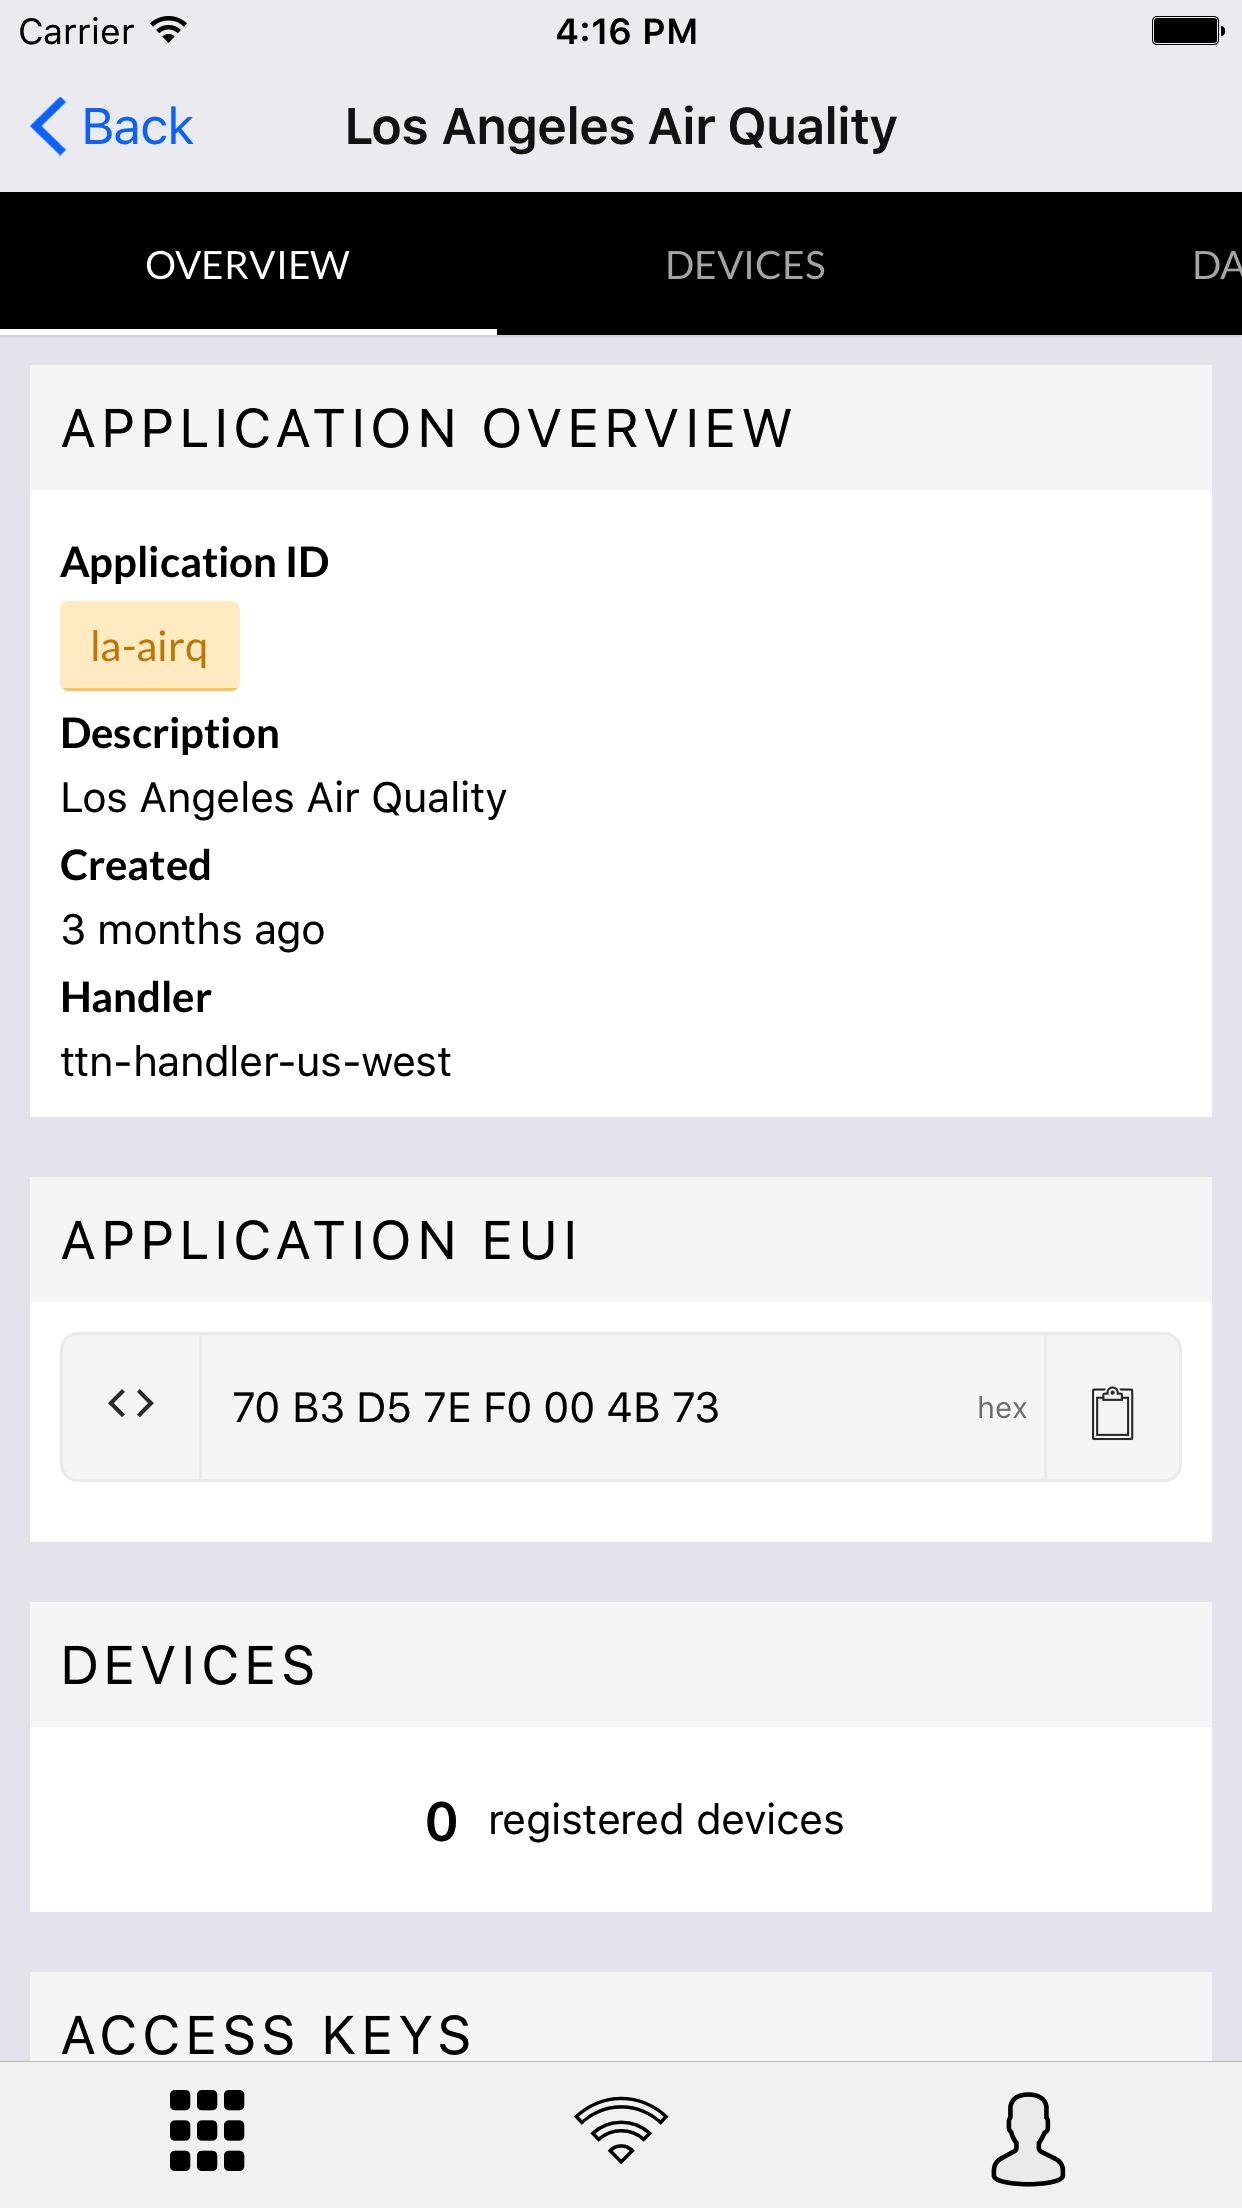 Carrier 4:16 PM
Back Los Angeles Air Quality
OVERVIEW DEVICES DA
APPLICATION OVERVIEW
Application ID
la-airq
Description
Los Angeles Air Quality
Created
3 months ago
Handler
ttn-handler-us-west
APPLICATION EUI
<> 70 B3 D5 7E F0 00 4B 73 hex
DEVICES
0 registered devices
ACCESS KEYS